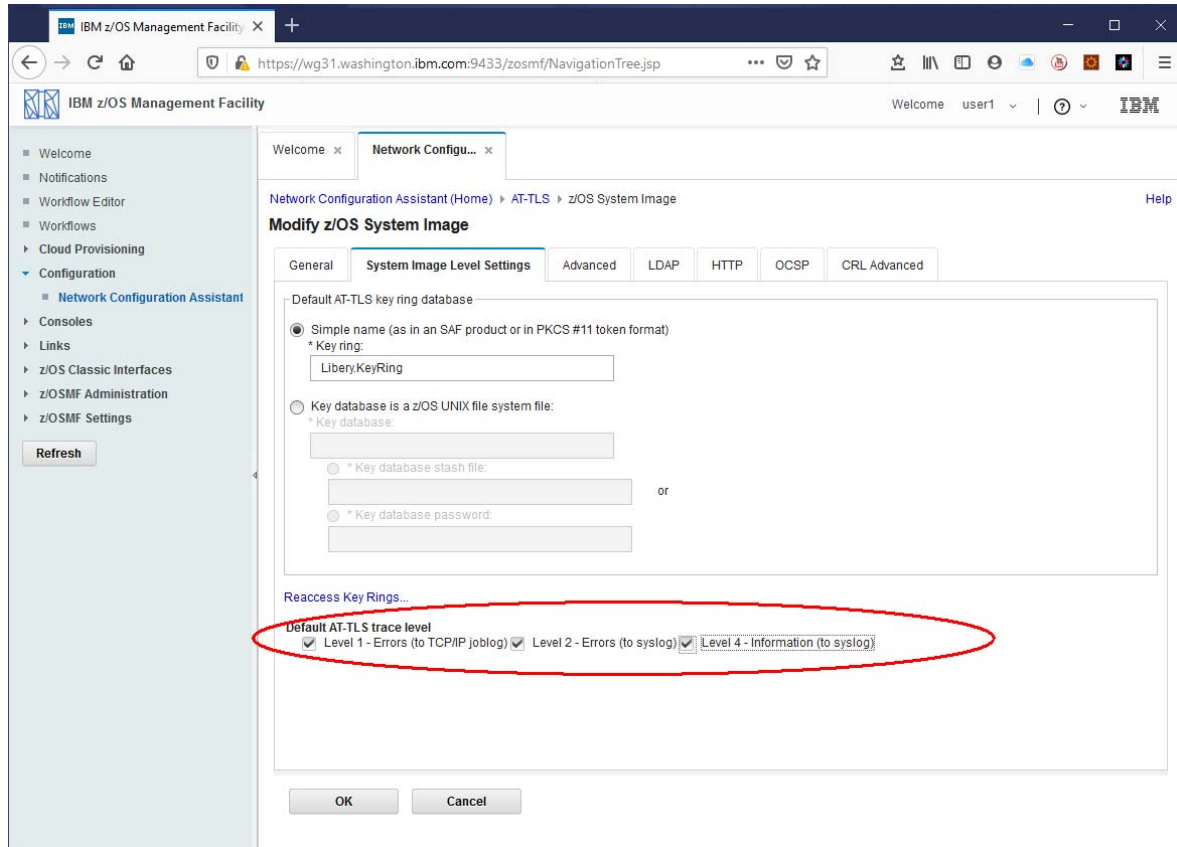 IBM IBM z/OS Management Facility
https://wg31.washington.ibm.com:9433/zosmf/NavigationTree.jsp
IBM z/OS Management Facility
Welcome user1
IBM
Welcome
Notifications
Workflow Editor
Workflows
Cloud Provisioning
Configuration
Network Configuration Assistant
Consoles
Links
z/OS Classic Interfaces
z/OSMF Administration
z/OSMF Settings
Refresh
Welcome Network Configu...
Network Configuration Assistant (Home) AT-TLS z/OS System Image Help
Modify z/OS System Image
General System Image Level Settings Advanced LDAP HTTP OCSP CRL Advanced
Default AT-TLS key ring database
Simple name (as in an SAF product or in PKCS #11 token format)
* Key ring:
Libery.KeyRing
Key database is a z/OS UNIX file system file:
* Key database:
* Key database stash file:
or
* Key database password:
Reaccess Key Rings...
Default AT-TLS trace level
Level 1 - Errors (to TCP/IP joblog) Level 2 - Errors (to syslog) Level 4 - Information (to syslog)
OK Cancel